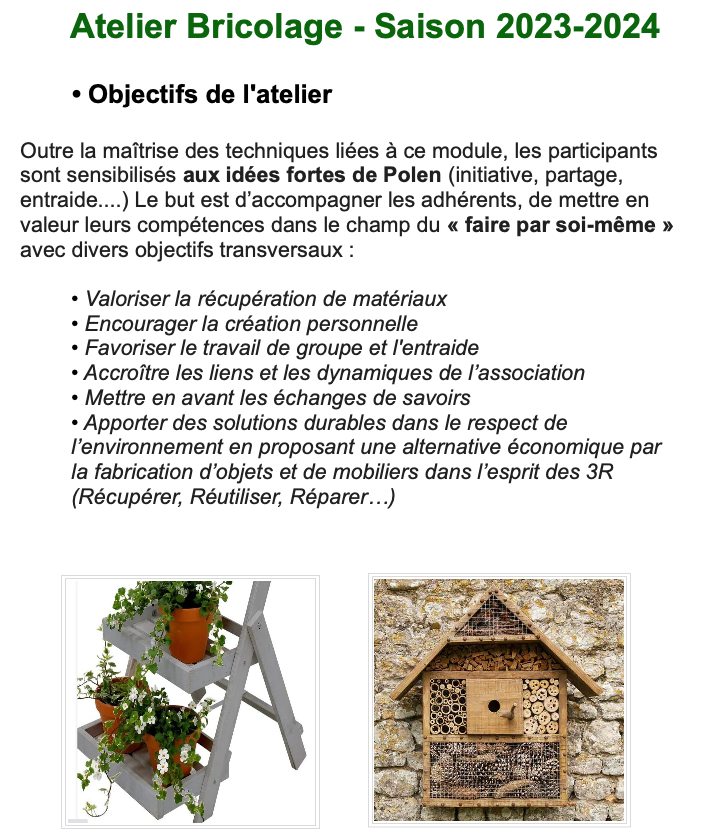 Atelier Bricolage - Saison 2023-2024
• Objectifs de l'atelier
Outre la maîtrise des techniques liées à ce module, les participants
sont sensibilisés aux idées fortes de Polen (initiative, partage,
entraide....) Le but est d’accompagner les adhérents, de mettre en
valeur leurs compétences dans le champ du « faire par soi-même »
avec divers objectifs transversaux :
• Valoriser la récupération de matériaux
• Encourager la création personnelle
• Favoriser le travail de groupe et l'entraide
• Accroître les liens et les dynamiques de l’association
• Mettre en avant les échanges de savoirs
• Apporter des solutions durables dans le respect de
l’environnement en proposant une alternative économique par
la fabrication d’objets et de mobiliers dans l’esprit des 3R
(Récupérer, Réutiliser, Réparer…)